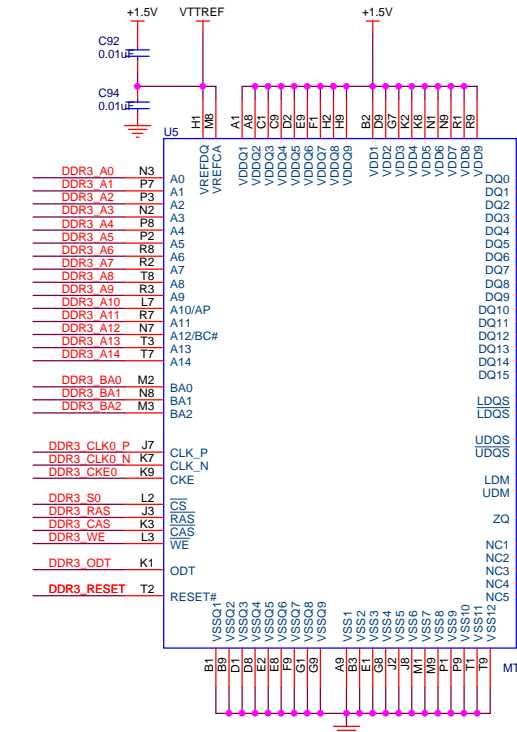 +1.5V VTTREF +1.5V
C92
0.01uF
C94
0.01uF
U5
H1 M8 A1 A8 C1 C9 D2 E9 F1 H2 H9 B2 D9 G7 K2 K8 N1 N9 R1 R9
VREFDQ VREFCA VDDQ1 VDDQ2 VDDQ3 VDDQ4 VDDQ5 VDDQ6 VDDQ7 VDDQ8 VDDQ9 VDD1 VDD2 VDD3 VDD4 VDD5 VDD6 VDD7 VDD8 VDD9
DDR3_A0 N3 A0 DQ0
DDR3_A1 P7 A1 DQ1
DDR3_A2 P3 A2 DQ2
DDR3_A3 N2 A3 DQ3
DDR3_A4 P8 A4 DQ4
DDR3_A5 P2 A5 DQ5
DDR3_A6 R8 A6 DQ6
DDR3_A7 R2 A7 DQ7
DDR3_A8 T8 A8 DQ8
DDR3_A9 R3 A9 DQ9
DDR3_A10 L7 A10/AP DQ10
DDR3_A11 R7 A11 DQ11
DDR3_A12 N7 A12/BC# DQ12
DDR3_A13 T3 A13 DQ13
DDR3_A14 T7 A14 DQ14
DQ15
DDR3_BA0 M2 BA0
DDR3_BA1 N8 BA1 LDQS
DDR3_BA2 M3 BA2 LDQS
UDQS
DDR3_CLK0_P J7 CLK_P UDQS
DDR3_CLK0_N K7 CLK_N
DDR3_CKE0 K9 CKE LDM
UDM
DDR3_S0 L2 CS
DDR3_RAS J3 RAS ZQ
DDR3_CAS K3 CAS
DDR3_WE L3 WE NC1
NC2
DDR3_ODT K1 ODT NC3
NC4
DDR3_RESET T2 RESET# NC5
VSSQ1 VSSQ2 VSSQ3 VSSQ4 VSSQ5 VSSQ6 VSSQ7 VSSQ8 VSSQ9 VSS1 VSS2 VSS3 VSS4 VSS5 VSS6 VSS7 VSS8 VSS9 VSS10 VSS11 VSS12
B1 B9 D1 D8 E2 E8 F9 G1 G9 A9 B3 E1 G8 J2 J8 M1 M9 P1 P9 T1 T9
MT